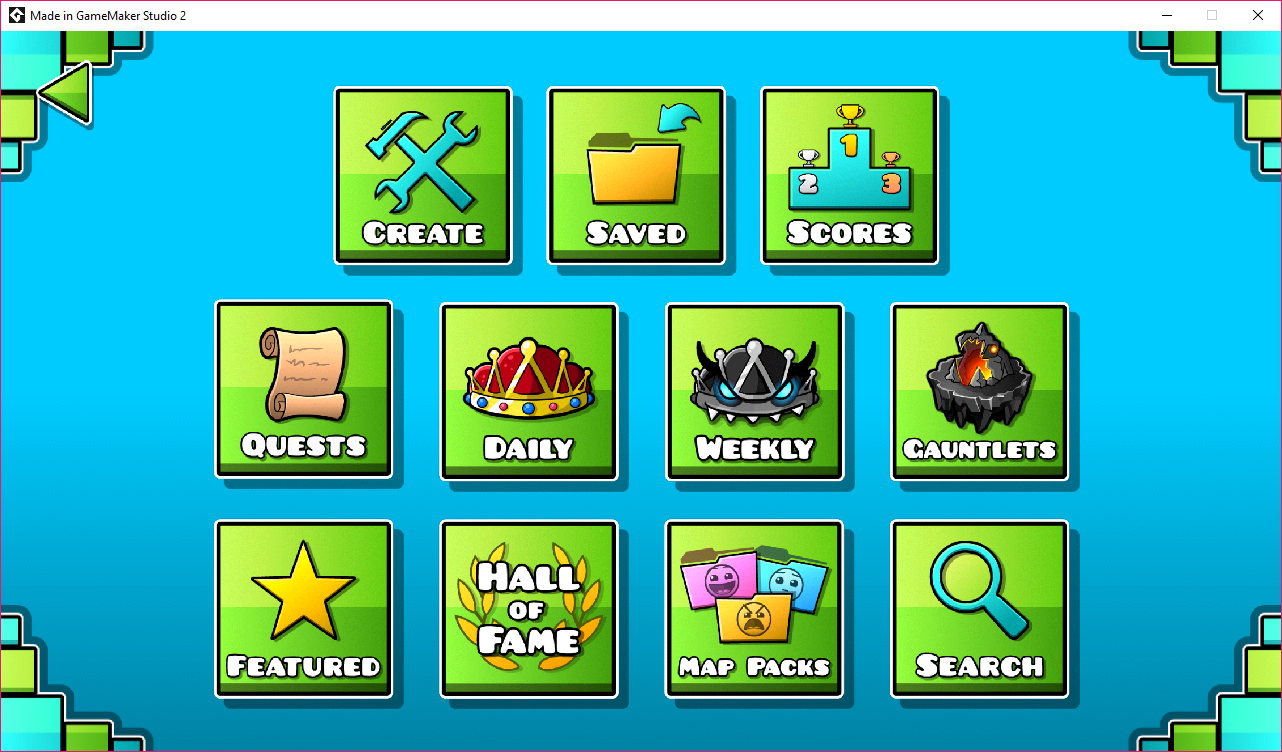 Made in GameMaker Studio 2
Create
Saved
1
2
3
Scores
Quests
Daily
Weekly
Gauntlets
Featured
Hall
of
Fame
Map Packs
Search